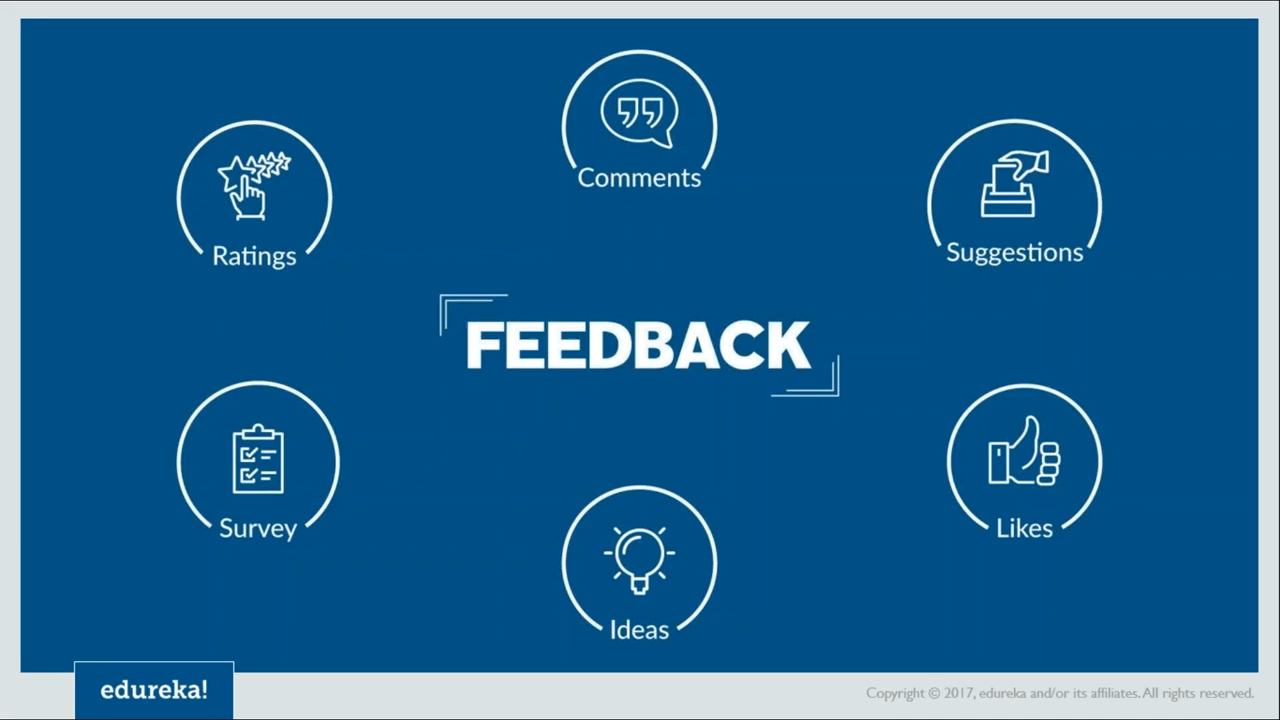 Comments
Ratings
Suggestions
FEEDBACK
Survey
Likes
Ideas
edureka!
Copyright © 2017, edureka and/or its affiliates. All rights reserved.